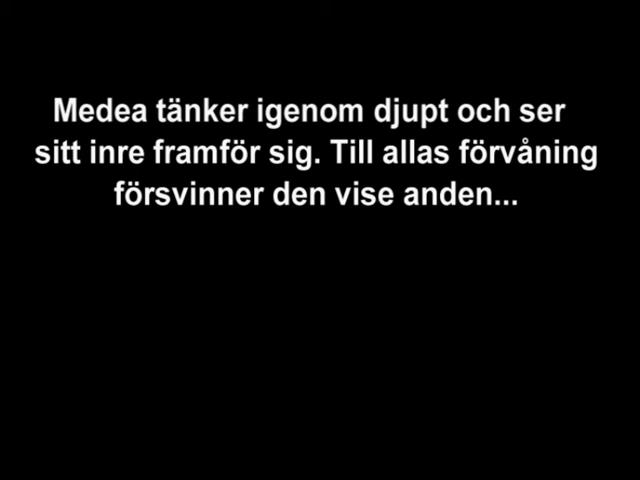 Medea tänker igenom djupt och ser
sitt inre framför sig. Till allas förvåning
försvinner den vise anden...